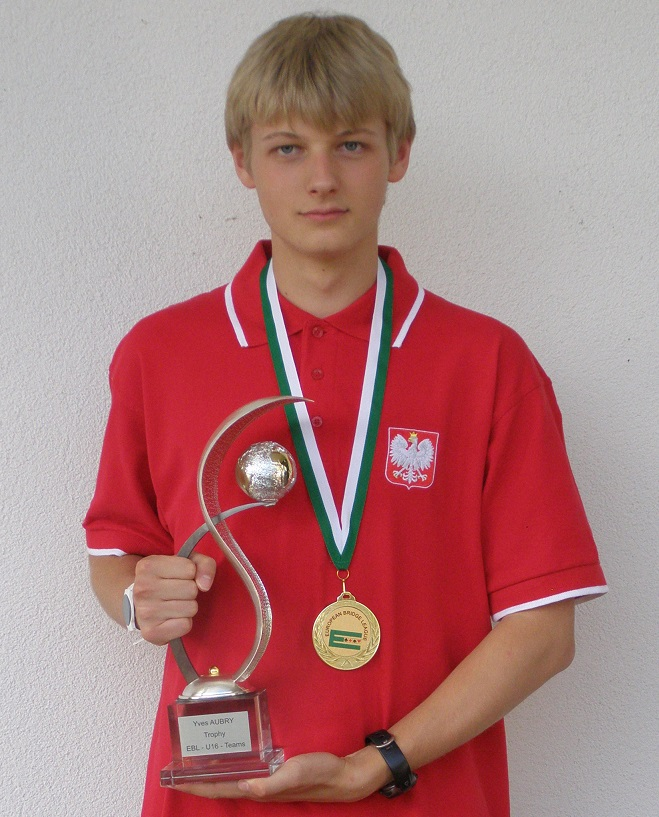 EUROPEAN BRIDGE LEAGUE
E
Yves AUBRY
Trophy
EBL - U16 - Teams